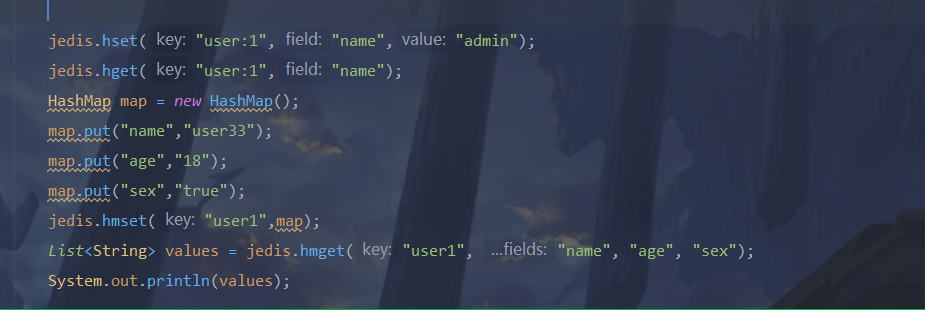 jedis.hset( key: "user:1", field: "name", value: "admin");
jedis.hget( key: "user:1", field: "name");
HashMap map = new HashMap();
map.put("name","user33");
map.put("age","18");
map.put("sex","true");
jedis.hmset( key: "user1",map);
List<String> values = jedis.hmget( key: "user1", ...fields: "name", "age", "sex");
System.out.println(values);